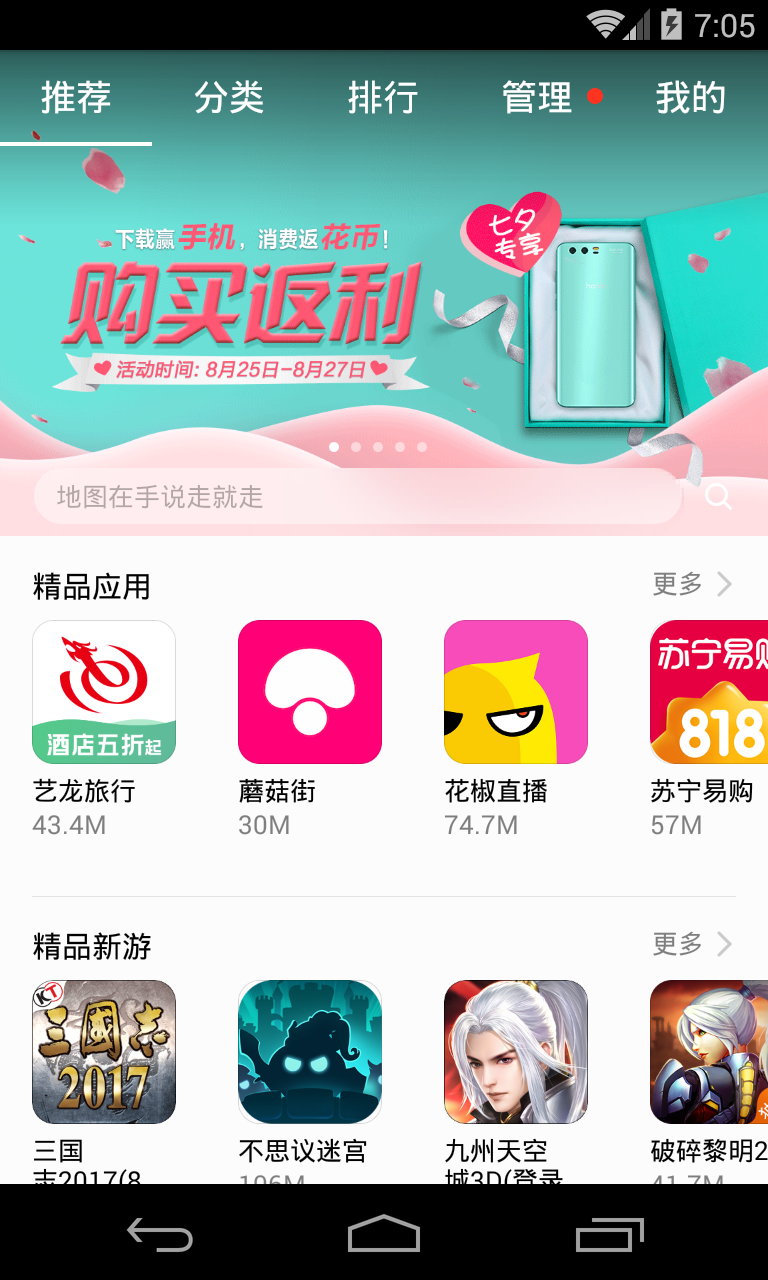 7:05
推荐 分类 排行 管理 我的
七夕
专享
下载赢手机，消费返花币！
购买返利
活动时间: 8月25日-8月27日
地图在手说走就走
精品应用 更多
酒店五折起
苏宁易购
818
艺龙旅行 蘑菇街 花椒直播 苏宁易购
43.4M 30M 74.7M 57M
精品新游 更多
KT
三國志
2017
三国 不思议迷宫 九州天空 破碎黎明2
志2017(8 106M 城3D(登录 41.7M